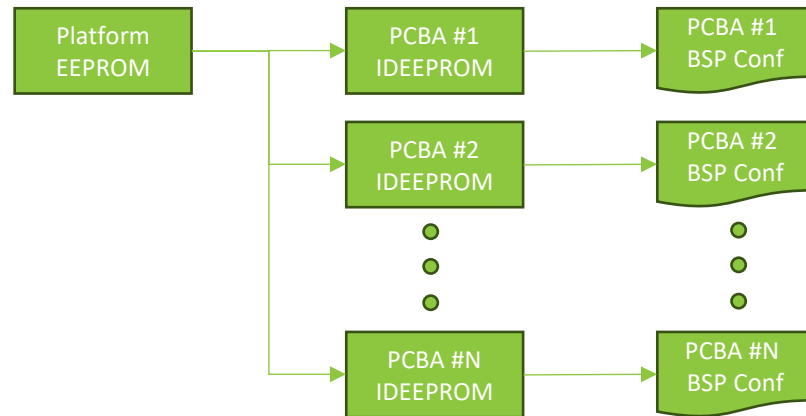 Platform
EEPROM
PCBA #1
IDEEPROM
PCBA #1
BSP Conf
PCBA #2
IDEEPROM
PCBA #2
BSP Conf
PCBA #N
IDEEPROM
PCBA #N
BSP Conf